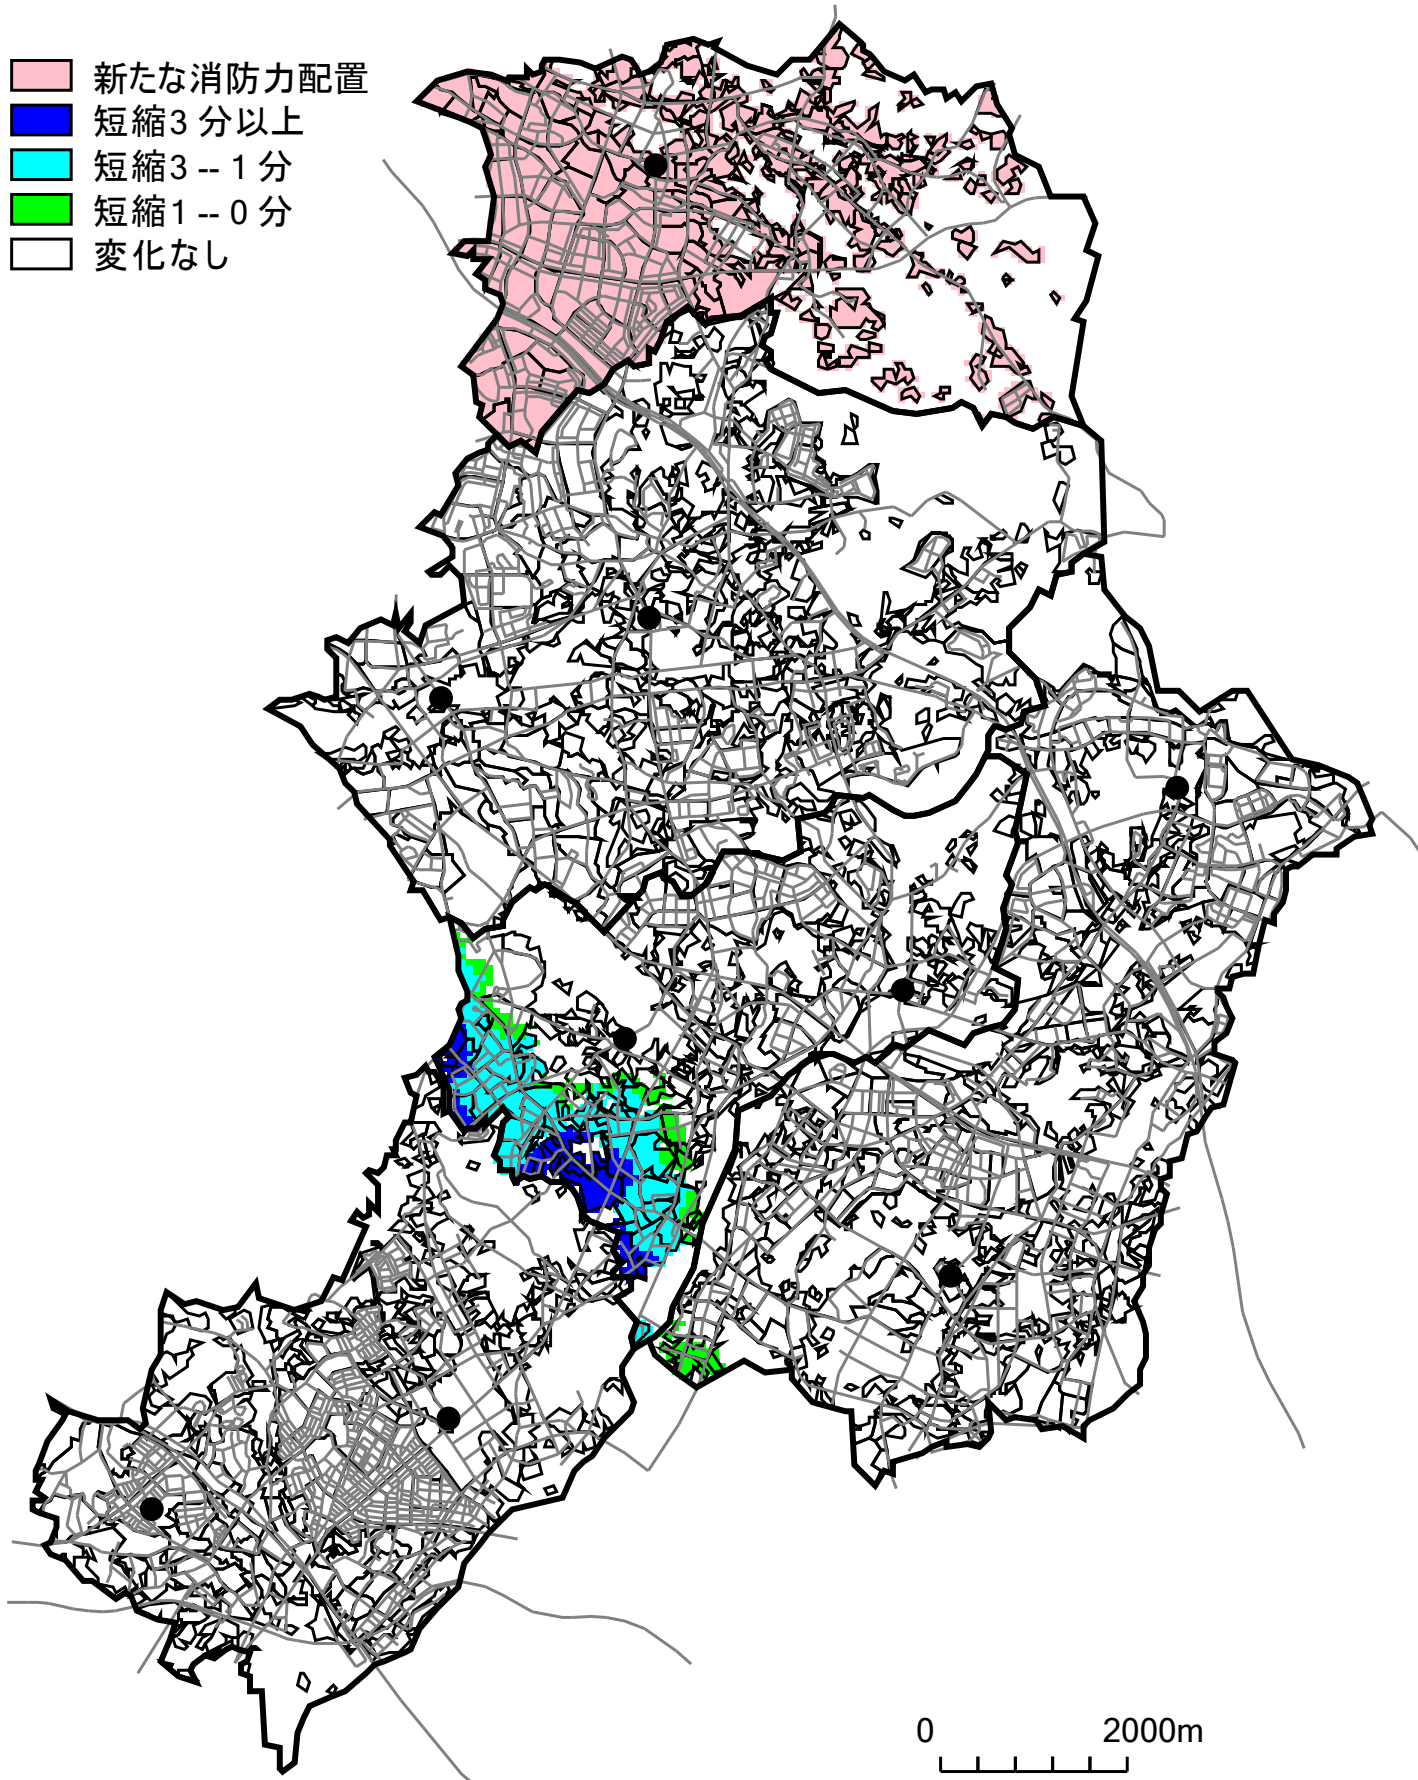 新たな消防力配置
短縮3 分以上
短縮3 -- 1 分
短縮1 -- 0 分
変化なし
0 2000m